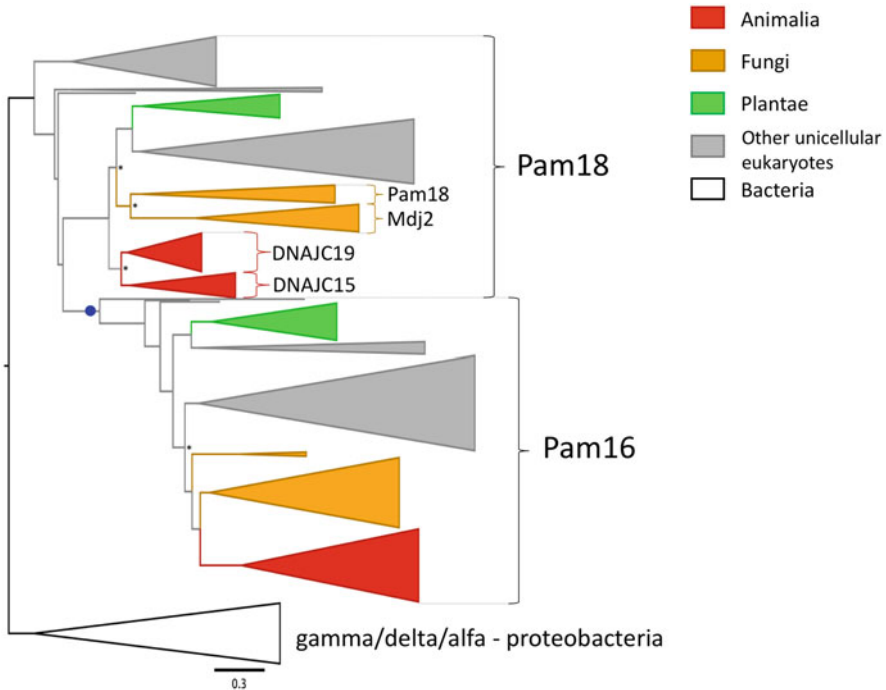 Animalia
Fungi
Plantae
Other unicellular
eukaryotes
Bacteria
Pam18
Pam18
Mdj2
DNAJC19
DNAJC15
Pam16
gamma/delta/alfa - proteobacteria
0.3